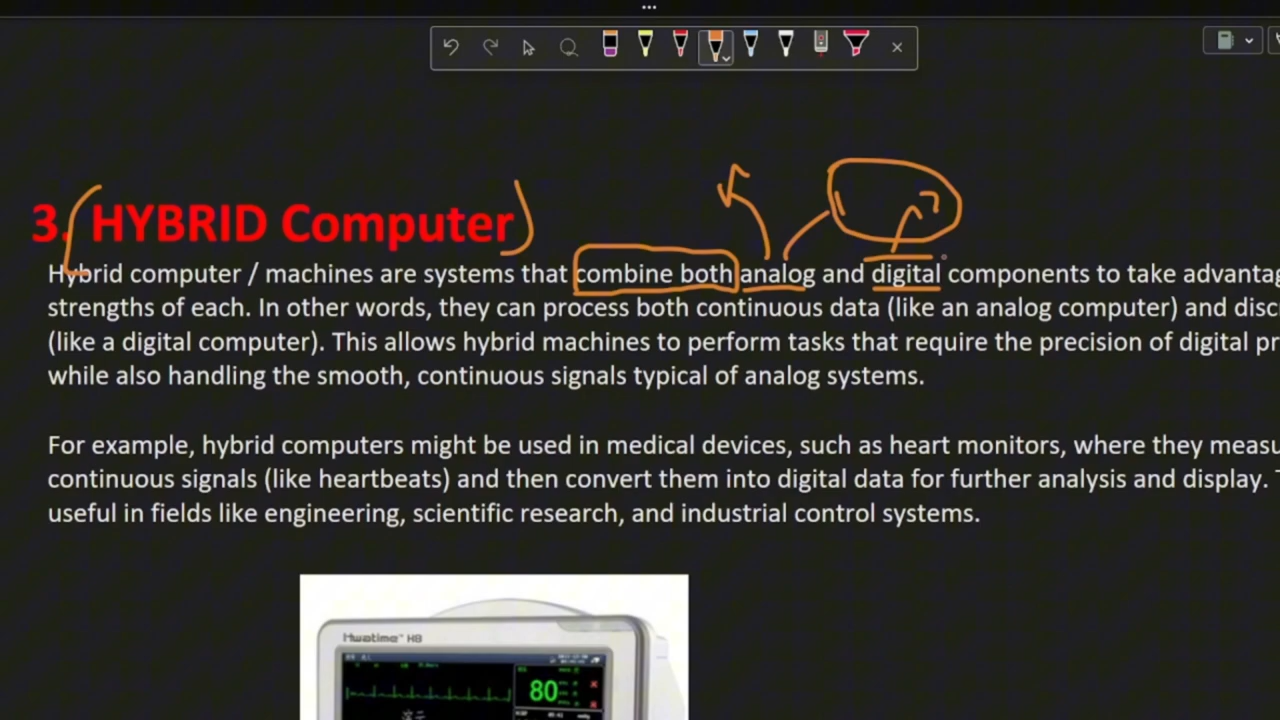 3. HYBRID Computer
Hybrid computer / machines are systems that combine both analog and digital components to take advantag
strengths of each. In other words, they can process both continuous data (like an analog computer) and disc
(like a digital computer). This allows hybrid machines to perform tasks that require the precision of digital pr
while also handling the smooth, continuous signals typical of analog systems.
For example, hybrid computers might be used in medical devices, such as heart monitors, where they measu
continuous signals (like heartbeats) and then convert them into digital data for further analysis and display.
useful in fields like engineering, scientific research, and industrial control systems.
Hwatime™ H8
80